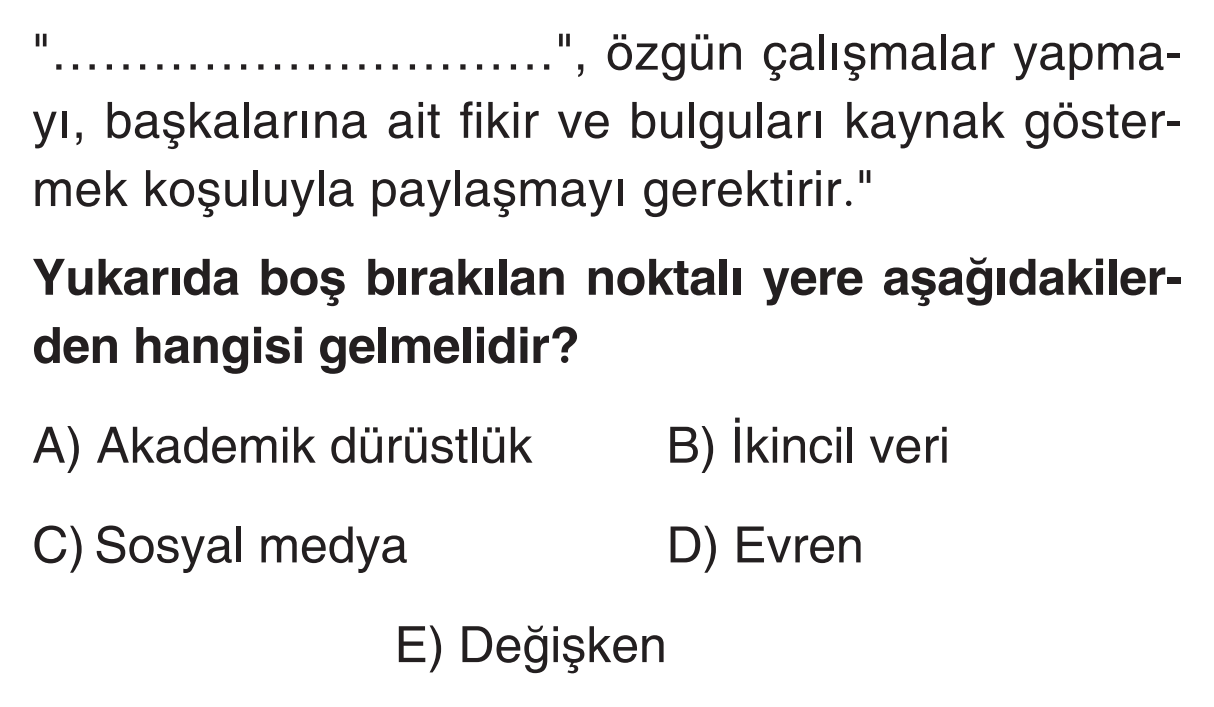 "..............................", özgün çalışmalar yapma-
yı, başkalarına ait fikir ve bulguları kaynak göster-
mek koşuluyla paylaşmayı gerektirir."
Yukarıda boş bırakılan noktalı yere aşağıdakiler-
den hangisi gelmelidir?
A) Akademik dürüstlük B) İkincil veri
C) Sosyal medya D) Evren
E) Değişken